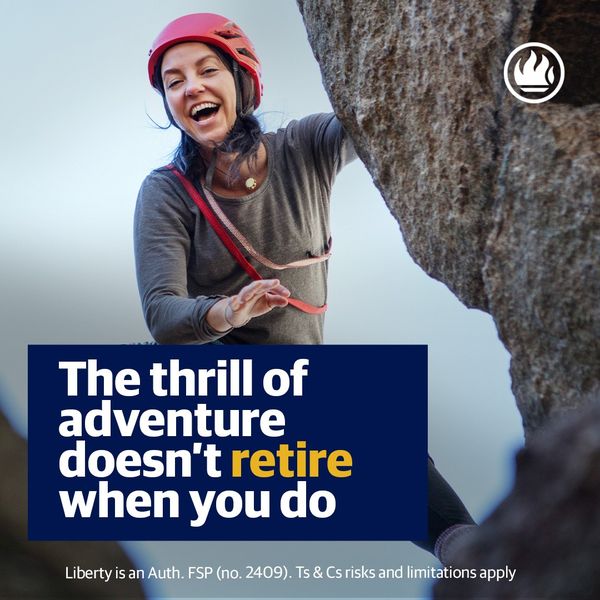 The thrill of
adventure
doesn't retire
when you do
Liberty is an Auth. FSP (no. 2409). Ts & Cs risks and limitations apply